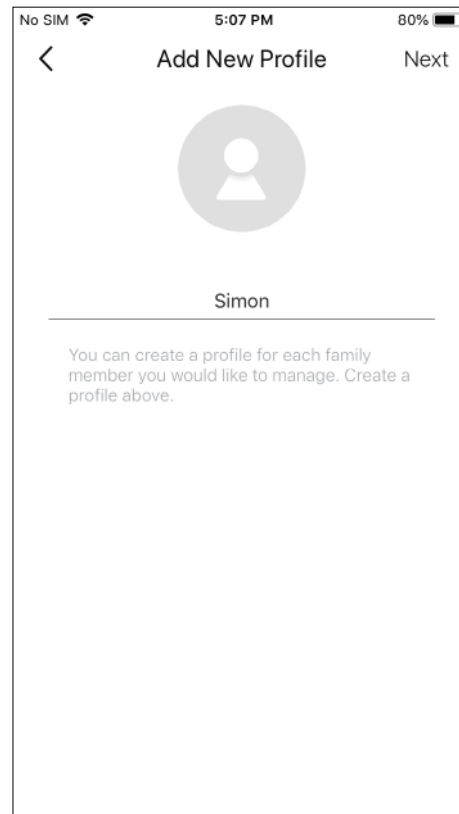 No SIM 5:07 PM 80%
Add New Profile Next
Simon
You can create a profile for each family
member you would like to manage. Create a
profile above.